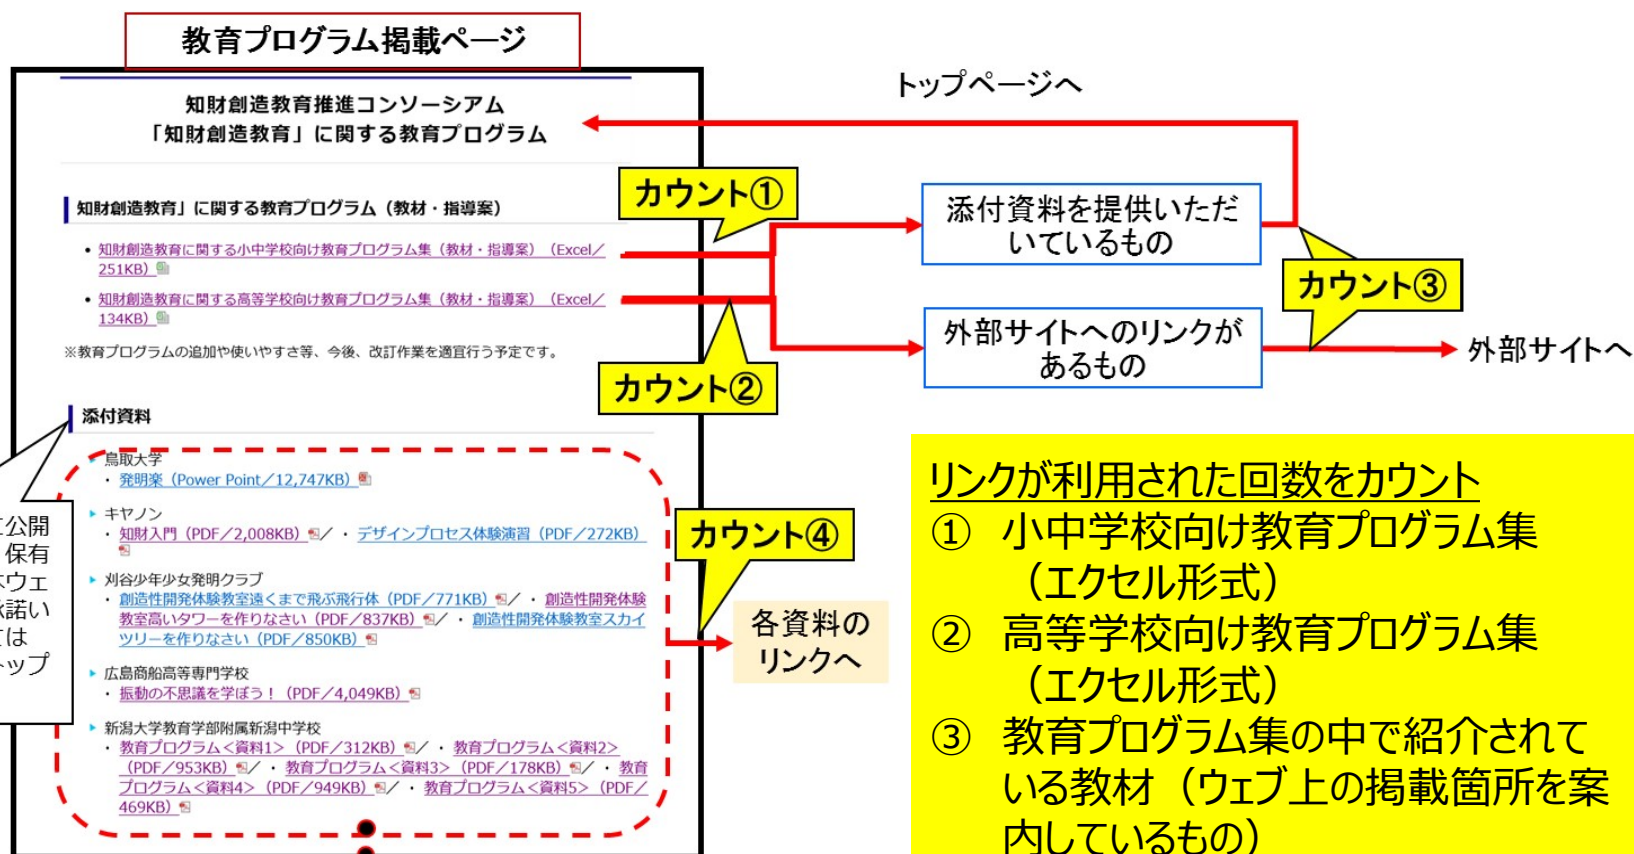 教育プログラム掲載ページ
知財創造教育推進コンソーシアム
「知財創造教育」に関する教育プログラム
知財創造教育」に関する教育プログラム（教材・指導案）
• 知財創造教育に関する小中学校向け教育プログラム集（教材・指導案）（Excel／
251KB）
• 知財創造教育に関する高等学校向け教育プログラム集（教材・指導案）（Excel／
134KB）
※教育プログラムの追加や使いやすさ等、今後、改訂作業を適宜行う予定です。
添付資料
鳥取大学
・ 発明楽（Power Point／12,747KB）
キヤノン
・ 知財入門（PDF／2,008KB）／ ・ デザインプロセス体験演習（PDF／272KB）
刈谷少年少女発明クラブ
・ 創造性開発体験教室遠くまで飛ぶ飛行体（PDF／771KB）／ ・ 創造性開発体験
教室高いタワーを作りなさい（PDF／837KB）／ ・ 創造性開発体験教室スカイ
ツリーを作りなさい（PDF／850KB）
広島商船高等専門学校
・ 振動の不思議を学ぼう！（PDF／4,049KB）
新潟大学教育学部附属新潟中学校
・ 教育プログラム＜資料1＞（PDF／312KB）／ ・ 教育プログラム＜資料2＞
（PDF／953KB）／ ・ 教育プログラム＜資料3＞（PDF／178KB）／ ・ 教育
プログラム＜資料4＞（PDF／949KB）／ ・ 教育プログラム＜資料5＞（PDF／
469KB）
公開
保有
ウェ
諾い
ては
トップ
カウント①
カウント②
カウント③
カウント④
トップページへ
添付資料を提供いただ
いているもの
外部サイトへのリンクが
あるもの
外部サイトへ
各資料の
リンクへ
リンクが利用された回数をカウント
① 小中学校向け教育プログラム集
（エクセル形式）
② 高等学校向け教育プログラム集
（エクセル形式）
③ 教育プログラム集の中で紹介されて
いる教材（ウェブ上の掲載箇所を案
内しているもの）